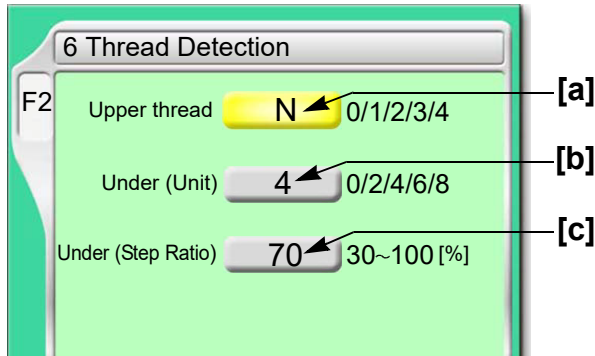 6 Thread Detection
F2
Upper thread N 0/1/2/3/4 [a]
Under (Unit) 4 0/2/4/6/8 [b]
Under (Step Ratio) 70 30~100 [%] [c]